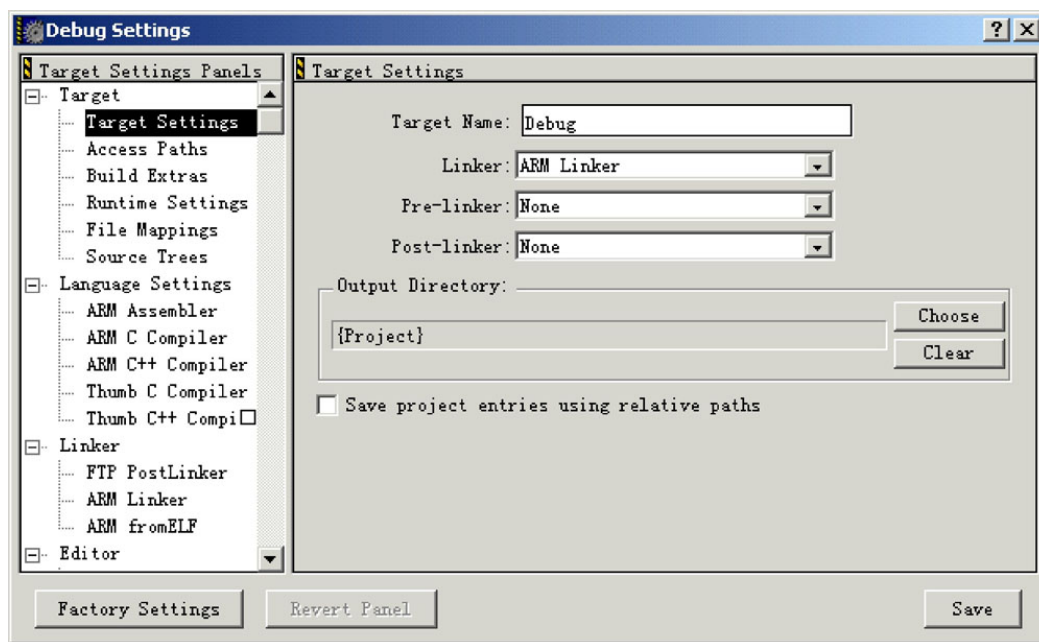 Debug Settings
Target Settings Panels
Target
Target Settings
Access Paths
Build Extras
Runtime Settings
File Mappings
Source Trees
Language Settings
ARM Assembler
ARM C Compiler
ARM C++ Compiler
Thumb C Compiler
Thumb C++ Compi□
Linker
FTP PostLinker
ARM Linker
ARM fromELF
Editor
Target Settings
Target Name: Debug
Linker: ARM Linker
Pre-linker: None
Post-linker: None
Output Directory:
{Project}
Choose
Clear
Save project entries using relative paths
Factory Settings
Revert Panel
Save